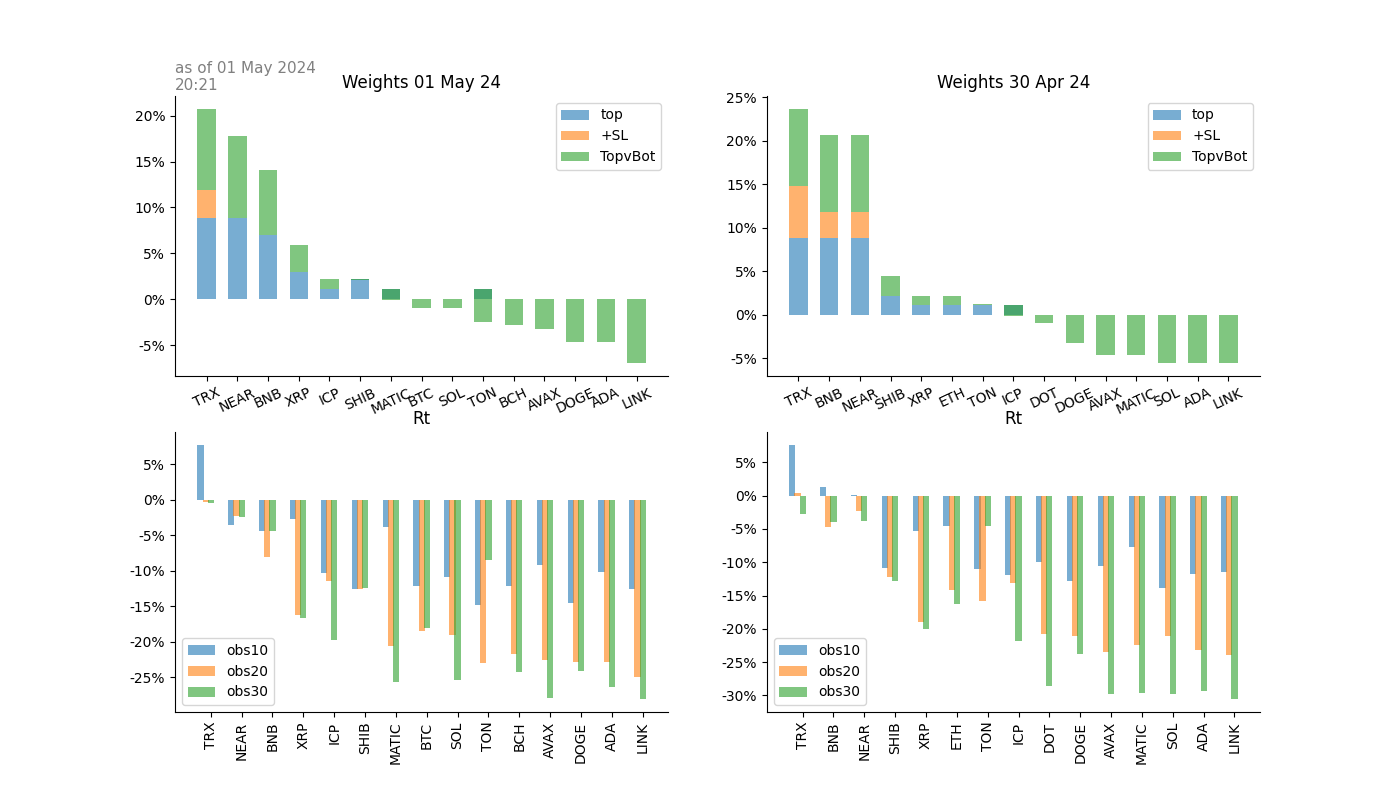 as of 01 May 2024
20:21
Weights 01 May 24
20%
15%
10%
5%
0%
-5%
top
+SL
TopvBot
TRX NEAR BNB XRP ICP SHIB MATIC BTC SOL TON BCH AVAX DOGE ADA LINK
Weights 30 Apr 24
25%
20%
15%
10%
5%
0%
-5%
top
+SL
TopvBot
TRX BNB NEAR SHIB XRP ETH TON ICP DOT DOGE AVAX MATIC SOL ADA LINK
Rt
5%
0%
-5%
-10%
-15%
-20%
-25%
obs10
obs20
obs30
TRX NEAR BNB XRP ICP SHIB MATIC BTC SOL TON BCH AVAX DOGE ADA LINK
Rt
5%
0%
-5%
-10%
-15%
-20%
-25%
-30%
obs10
obs20
obs30
TRX BNB NEAR SHIB XRP ETH TON ICP DOT DOGE AVAX MATIC SOL ADA LINK